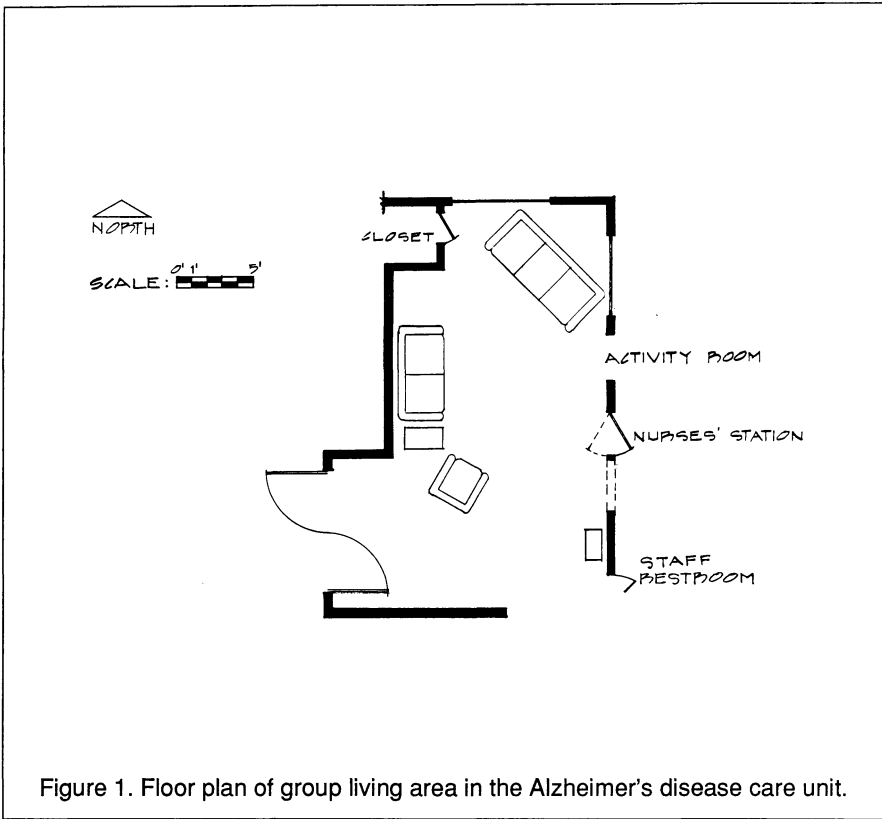 NORTH
CLOSET
SCALE: 0' 1' 5'
ACTIVITY ROOM
NURSES' STATION
STAFF
RESTROOM
Figure 1. Floor plan of group living area in the Alzheimer's disease care unit.